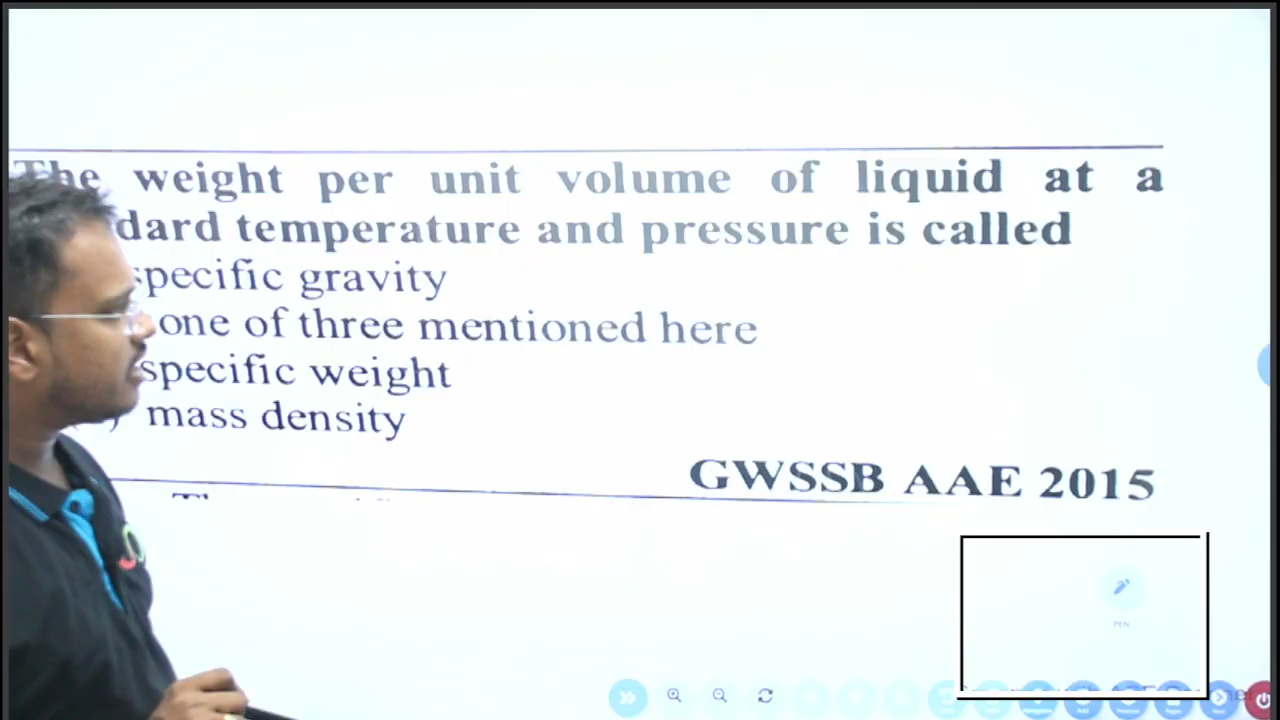 The weight per unit volume of liquid at a
dard temperature and pressure is called
specific gravity
one of three mentioned here
specific weight
mass density
GWSSB AAE 2015
PEN